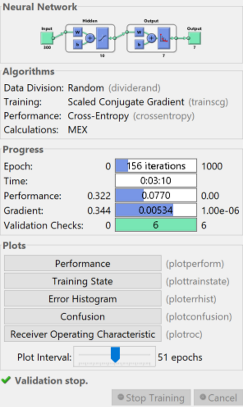 Neural Network
Hidden Output
Input Output
W W
b b
300 10 7 7
Algorithms
Data Division: Random (dividerand)
Training: Scaled Conjugate Gradient (trainscg)
Performance: Cross-Entropy (crossentropy)
Calculations: MEX
Progress
Epoch: 0 156 iterations 1000
Time: 0:03:10
Performance: 0.322 0.0770 0.00
Gradient: 0.344 0.00534 1.00e-06
Validation Checks: 0 6 6
Plots
Performance (plotperform)
Training State (plottrainstate)
Error Histogram (ploterrhist)
Confusion (plotconfusion)
Receiver Operating Characteristic (plotroc)
Plot Interval: 51 epochs
Validation stop.
Stop Training Cancel